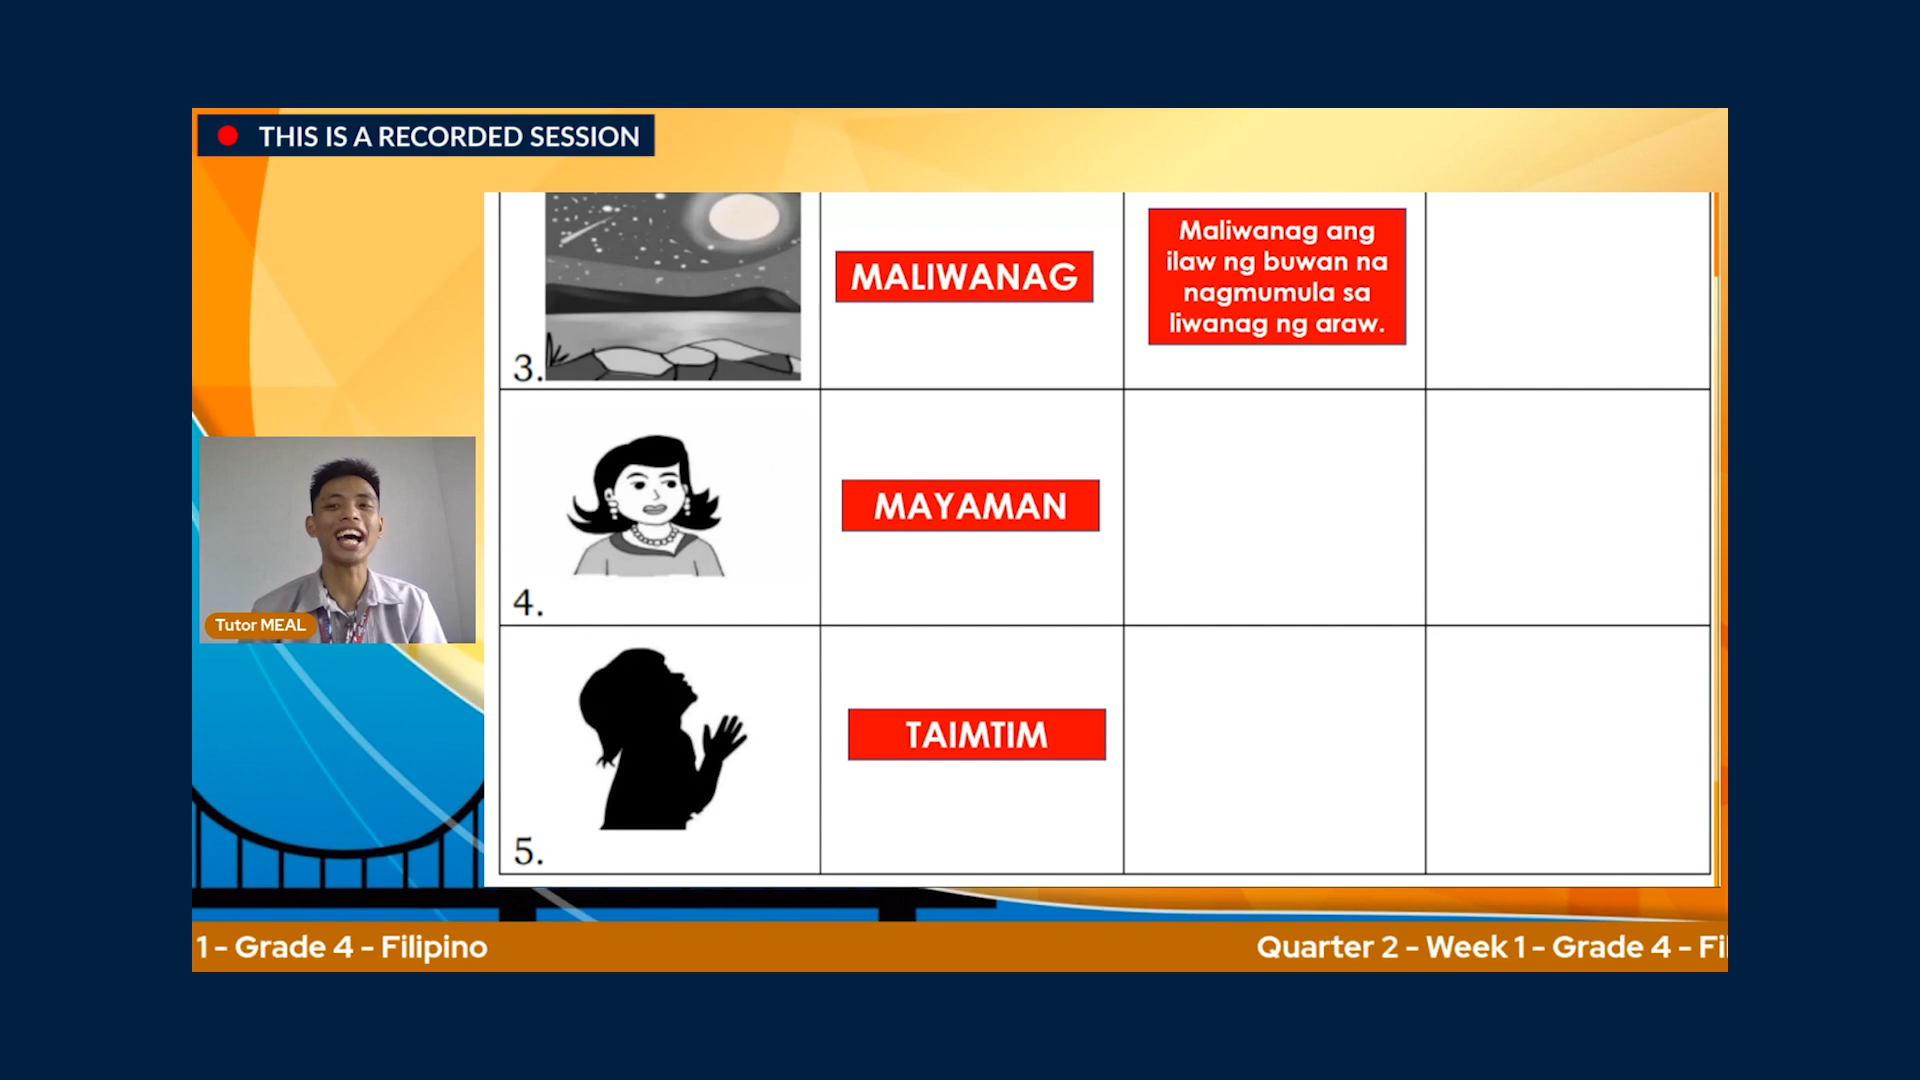 THIS IS A RECORDED SESSION
MALIWANAG
Maliwanag ang
ilaw ng buwan na
nagmumula sa
liwanag ng araw.
3.
MAYAMAN
4.
Tutor MEAL
TAIMTIM
5.
1 - Grade 4 - Filipino
Quarter 2 - Week 1 - Grade 4 - Fi